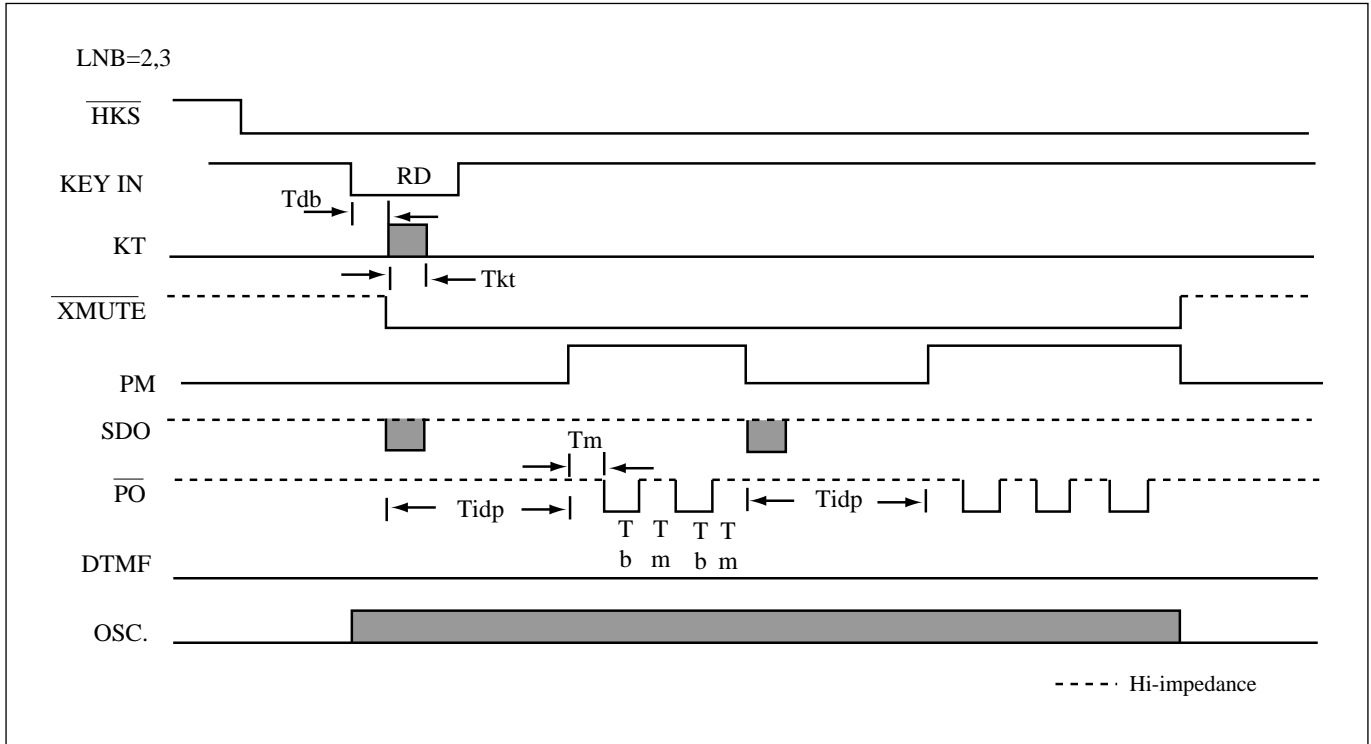 LNB=2,3
HKS
KEY IN
RD
Tdb
KT
Tkt
XMUTE
PM
SDO
Tm
PO
Tidp
Tidp
T T T T
b m b m
DTMF
OSC.
Hi-impedance